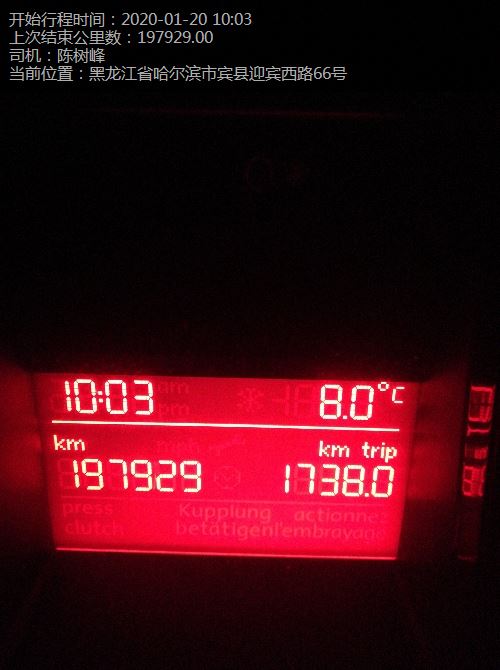 开始行程时间：2020-01-20 10:03
上次结束公里数：197929.00
司机：陈树峰
当前位置：黑龙江省哈尔滨市宾县迎宾西路66号
10:03 am pm 8.0°C
km km trip
197929 1738.0
press Kupplung actionne
clutch betätigen l'embrayage